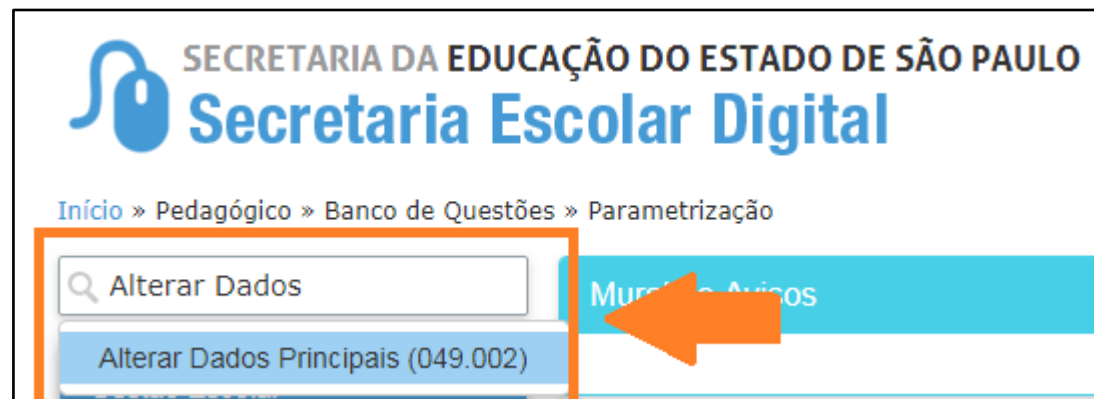 SECRETARIA DA EDUCAÇÃO DO ESTADO DE SÃO PAULO
Secretaria Escolar Digital
Início » Pedagógico » Banco de Questões » Parametrização
Alterar Dados
Avisos
Alterar Dados Principais (049.002)